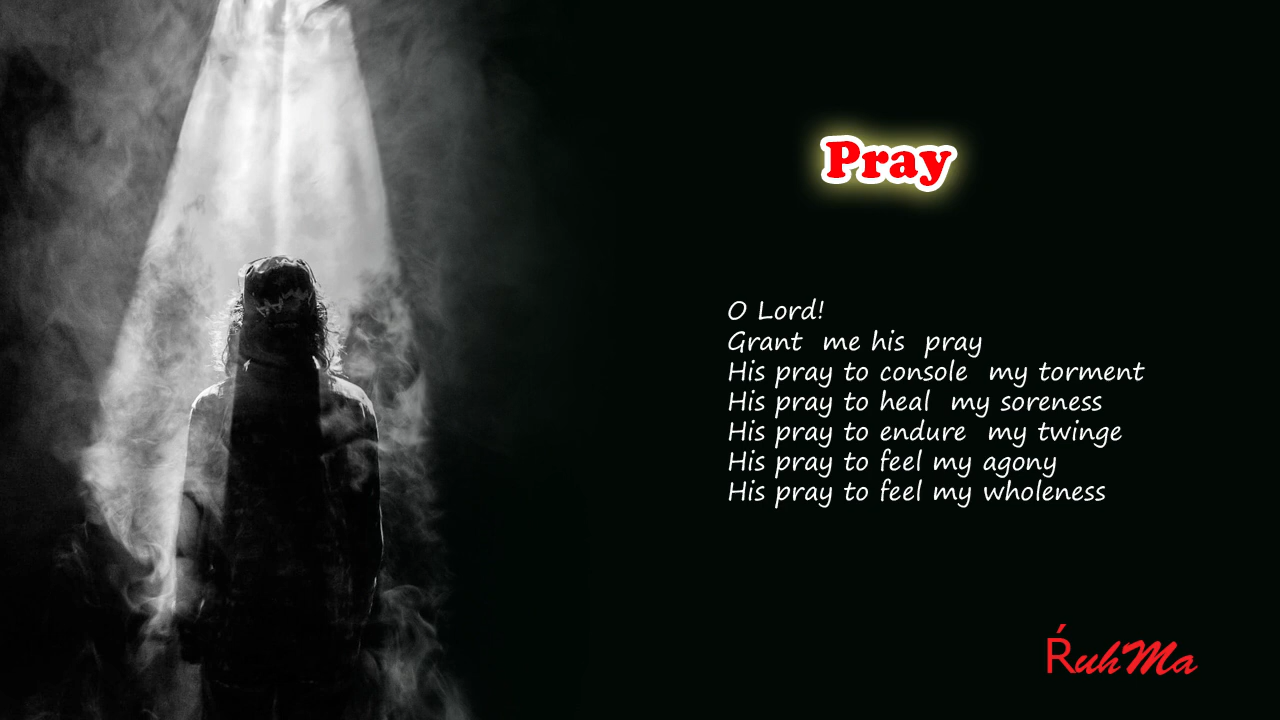 Pray
O Lord!
Grant me his pray
His pray to console my torment
His pray to heal my soreness
His pray to endure my twinge
His pray to feel my agony
His pray to feel my wholeness
ŔuhMa